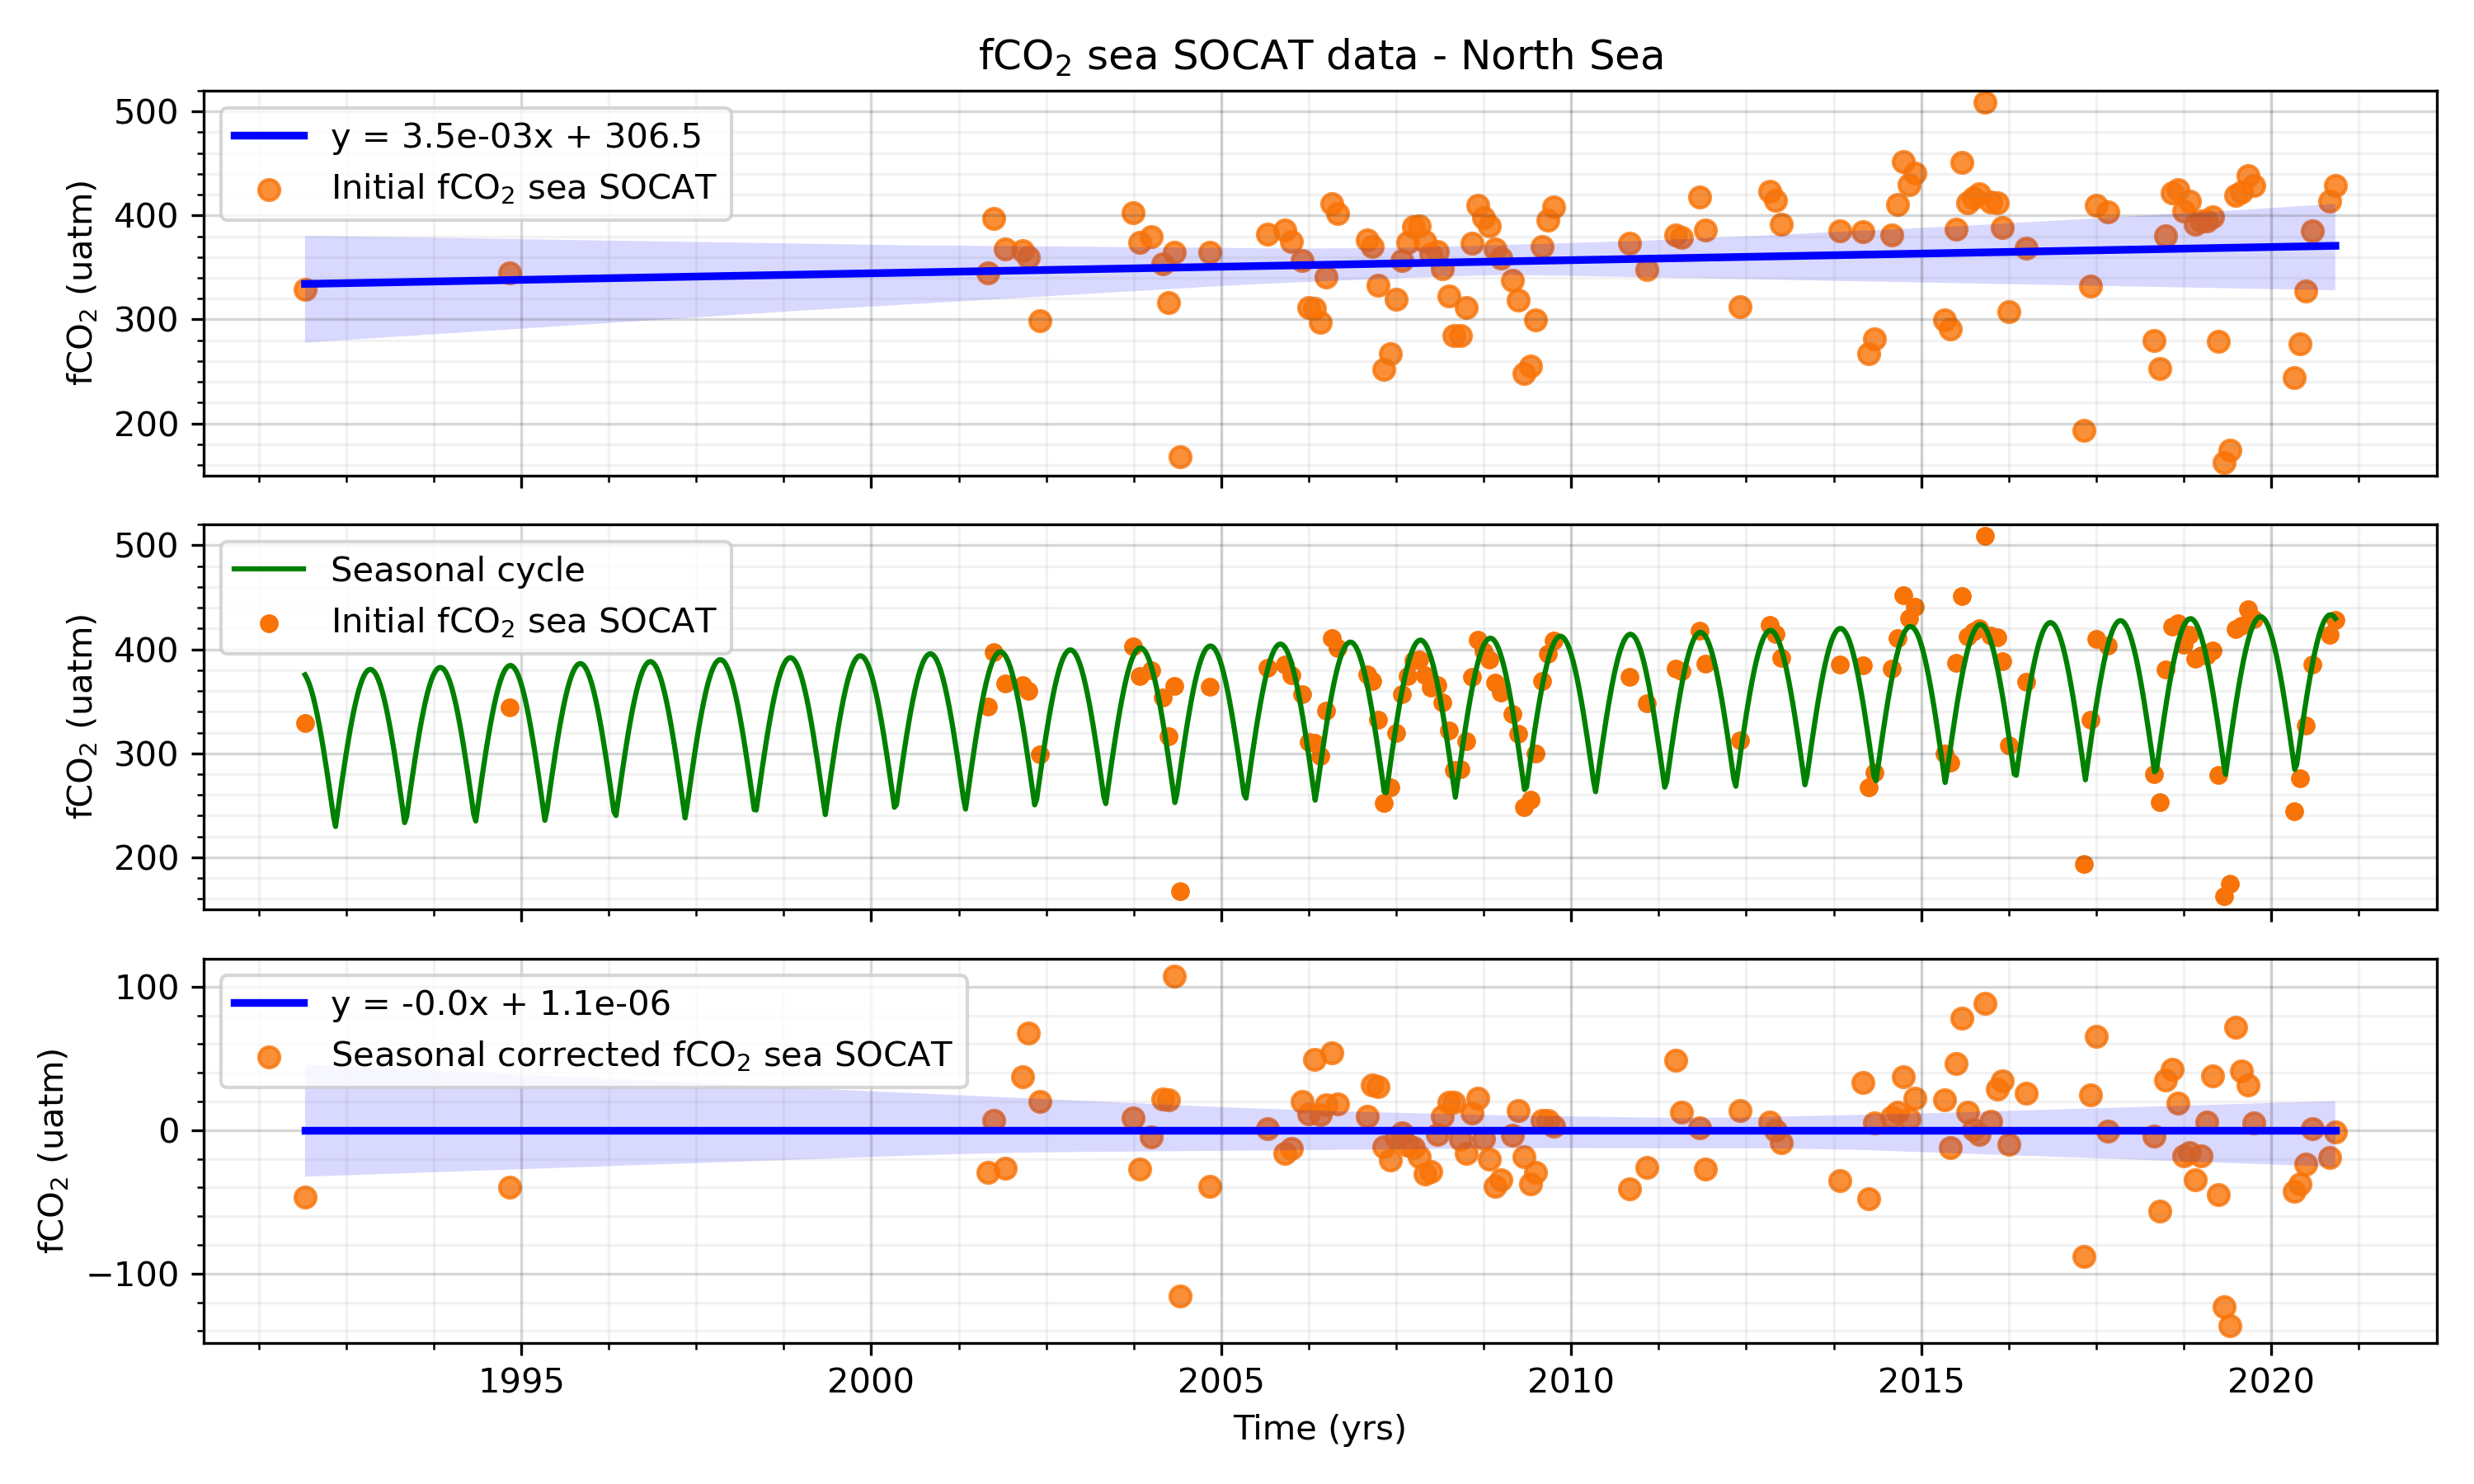 fCO₂ sea SOCAT data - North Sea
500
400
300
200
fCO₂ (uatm)
y = 3.5e-03x + 306.5
Initial fCO₂ sea SOCAT
500
400
300
200
fCO₂ (uatm)
Seasonal cycle
Initial fCO₂ sea SOCAT
100
0
−100
fCO₂ (uatm)
y = -0.0x + 1.1e-06
Seasonal corrected fCO₂ sea SOCAT
1995 2000 2005 2010 2015 2020
Time (yrs)